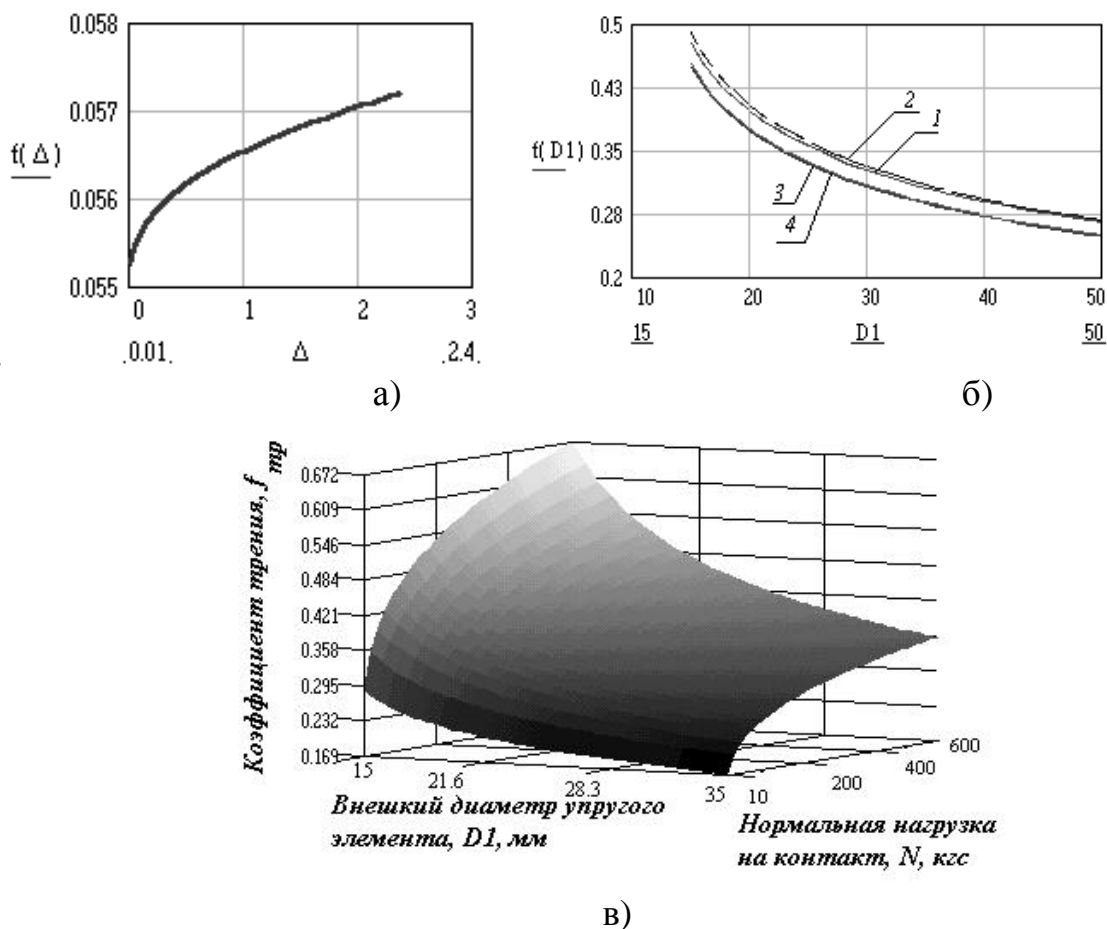 0.058
0.057
f(Δ)
0.056
0.055
0 1 2 3
.0.01. Δ .2.4.
а)
0.5
0.43
0.35
f(D1)
0.28
0.2
2 1
3
4
10 20 30 40 50
15 D1 50
б)
Коэффициент трения, f тр
0.672
0.609
0.546
0.484
0.421
0.358
0.295
0.232
0.169
15 21.6 28.3 35
10 200 400 600
Внешкий диаметр упругого
элемента, D1, мм
Нормальная нагрузка
на контакт, N, кгс
в)